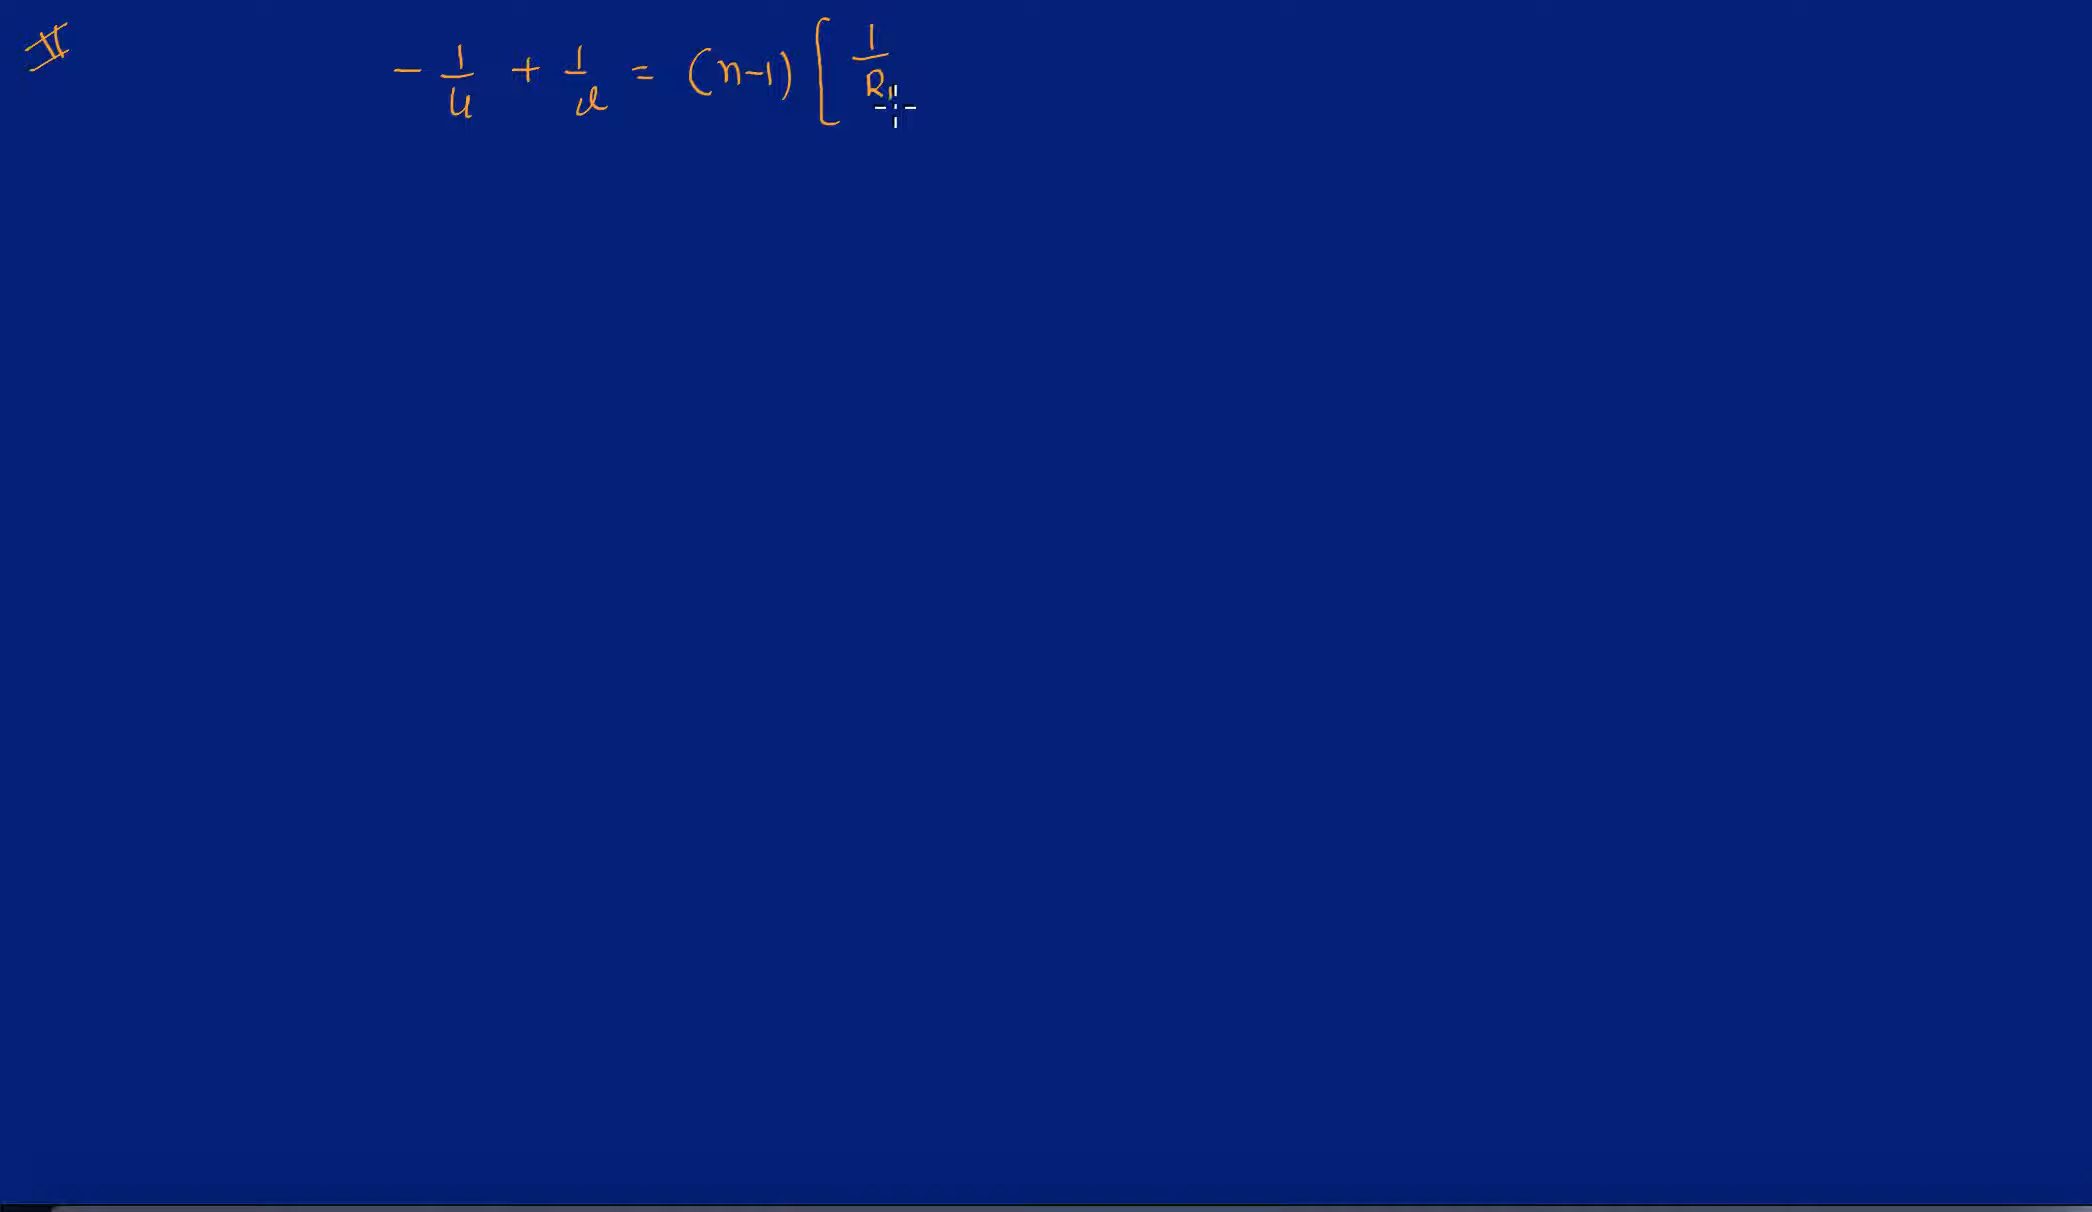 II
- 1/u + 1/v = (n-1) [ 1/R₁